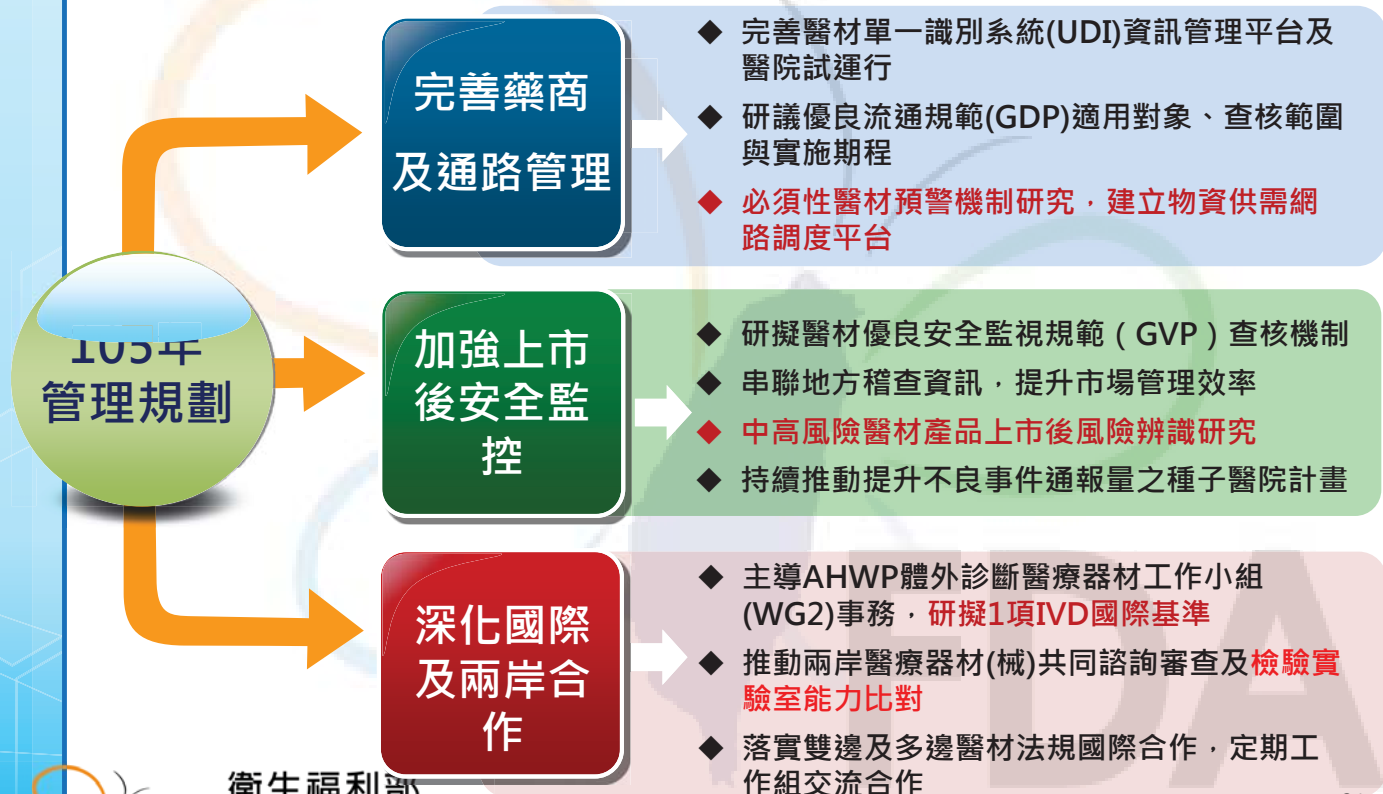 105年
管理規劃
完善藥商
及通路管理
◆ 完善醫材單一識別系統(UDI)資訊管理平台及
醫院試運行
◆ 研議優良流通規範(GDP)適用對象、查核範圍
與實施期程
◆ 必須性醫材預警機制研究，建立物資供需網
路調度平台
加強上市
後安全監
控
◆ 研擬醫材優良安全監視規範（GVP）查核機制
◆ 串聯地方稽查資訊，提升市場管理效率
◆ 中高風險醫材產品上市後風險辨識研究
◆ 持續推動提升不良事件通報量之種子醫院計畫
深化國際
及兩岸合
作
◆ 主導AHWP體外診斷醫療器材工作小組
(WG2)事務，研擬1項IVD國際基準
◆ 推動兩岸醫療器材(械)共同諮詢審查及檢驗實
驗室能力比對
◆ 落實雙邊及多邊醫材法規國際合作，定期工
作組交流合作
衛生福利部
FDA